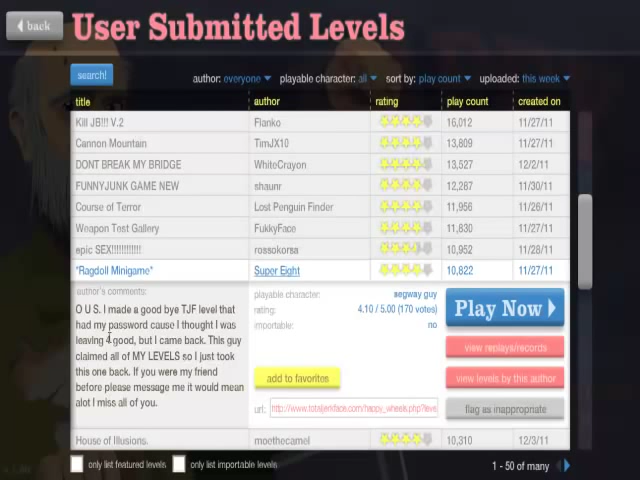 back
User Submitted Levels
search!
author: everyone playable character: all sort by: play count uploaded: this week
title author rating play count created on
Kill JB!!! V.2 Flanko 16,012 11/27/11
Cannon Mountain TimJX10 13,809 11/27/11
DONT BREAK MY BRIDGE WhiteCrayon 13,527 12/2/11
FUNNYJUNK GAME NEW shaunr 12,287 11/30/11
Course of Terror Lost Penguin Finder 11,956 11/26/11
Weapon Test Gallery FukkyFace 11,830 11/27/11
epic SEX!!!!!!!!!!!! rossokorsa 10,952 11/28/11
*Ragdoll Minigame* Super Eight 10,822 11/27/11
author's comments:
O U S. I made a good bye TJF level that
had my password cause I thought I was
leaving 4 good, but I came back. This guy
claimed all of MY LEVELS so I just took
this one back. If you were my friend
before please message me it would mean
alot I miss all of you.
playable character: segway guy
rating: 4.10 / 5.00 (170 votes)
importable: no
add to favorites
url: http://www.totaljerkface.com/happy_wheels.php?leve
Play Now
view replays/records
view levels by this author
flag as inappropriate
House of Illusions. moethecamel 10,310 12/3/11
only list featured levels only list importable levels
1 - 50 of many